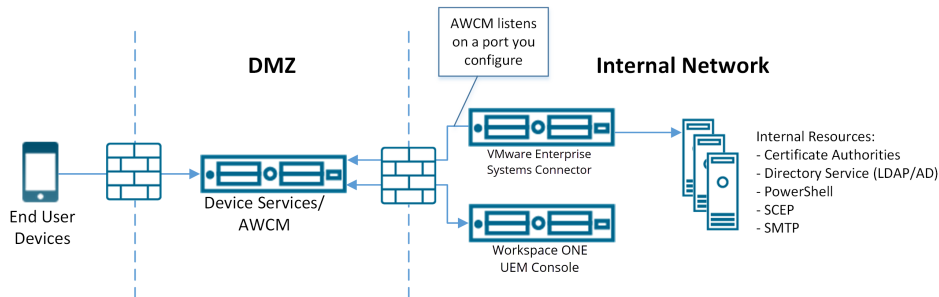 AWCM listens
on a port you
configure
DMZ
Internal Network
End User
Devices
Device Services/
AWCM
VMware Enterprise
Systems Connector
Workspace ONE
UEM Console
Internal Resources:
- Certificate Authorities
- Directory Service (LDAP/AD)
- PowerShell
- SCEP
- SMTP